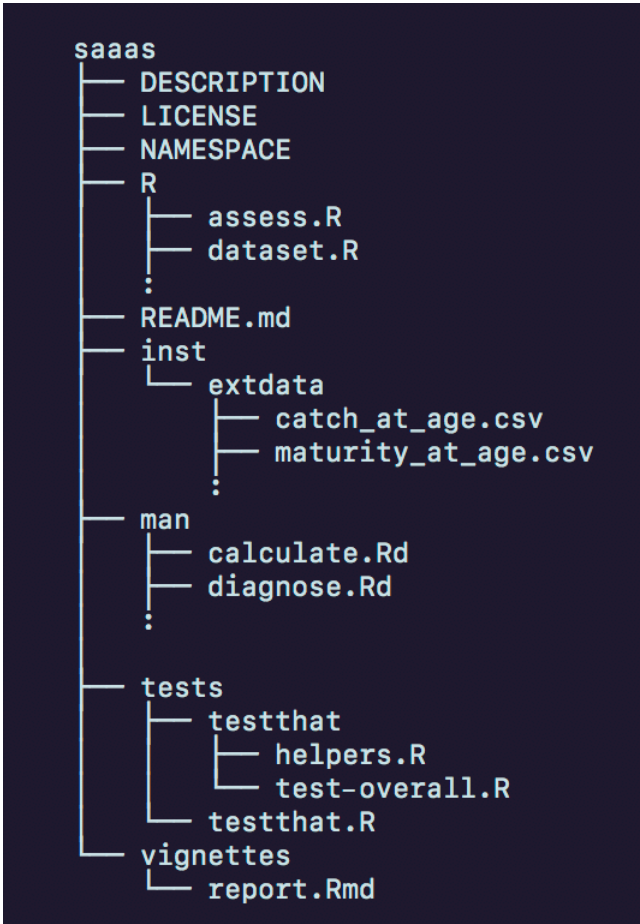 saaas
├── DESCRIPTION
├── LICENSE
├── NAMESPACE
├── R
│   ├── assess.R
│   ├── dataset.R
│   :
├── README.md
├── inst
│   └── extdata
│       ├── catch_at_age.csv
│       ├── maturity_at_age.csv
│       :
├── man
│   ├── calculate.Rd
│   ├── diagnose.Rd
│   :
│
├── tests
│   ├── testthat
│   │   ├── helpers.R
│   │   └── test-overall.R
│   └── testthat.R
└── vignettes
    └── report.Rmd